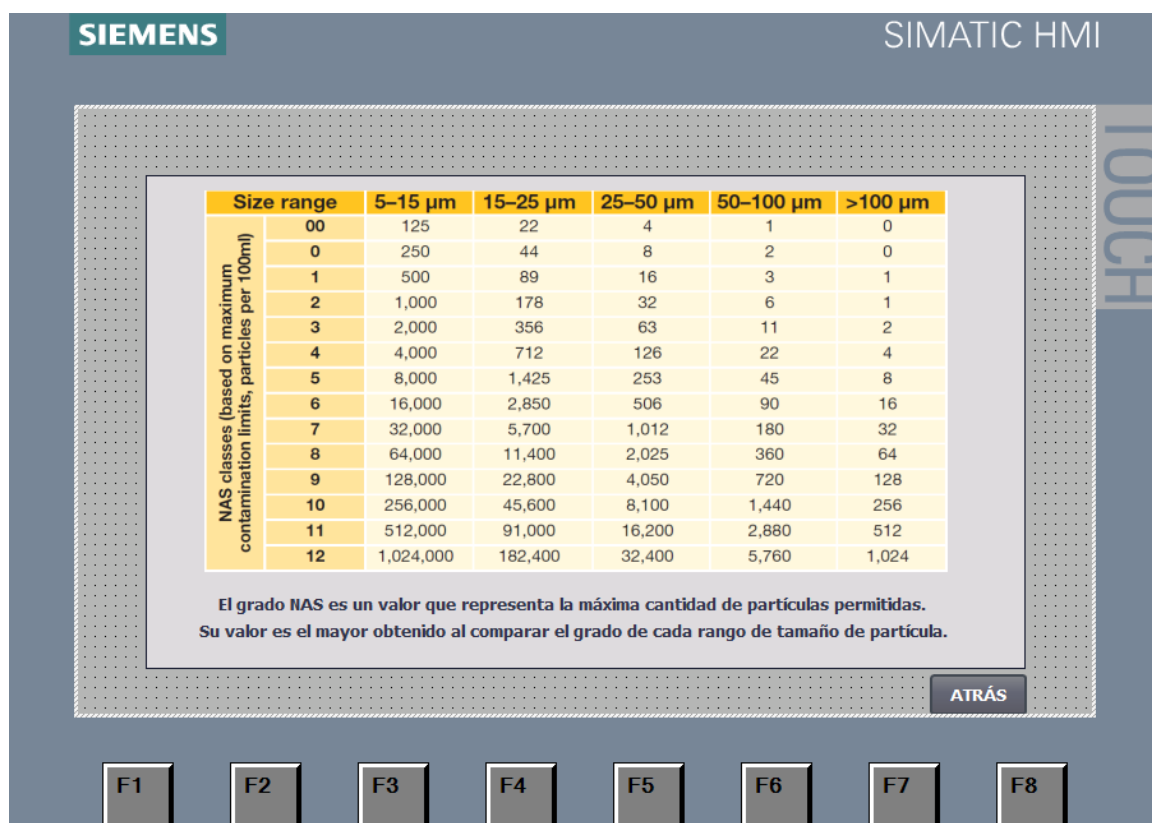 SIEMENS
SIMATIC HMI
TOUCH
Size range 5–15 µm 15–25 µm 25–50 µm 50–100 µm >100 µm
NAS classes (based on maximum
contamination limits, particles per 100ml)
00 125 22 4 1 0
0 250 44 8 2 0
1 500 89 16 3 1
2 1,000 178 32 6 1
3 2,000 356 63 11 2
4 4,000 712 126 22 4
5 8,000 1,425 253 45 8
6 16,000 2,850 506 90 16
7 32,000 5,700 1,012 180 32
8 64,000 11,400 2,025 360 64
9 128,000 22,800 4,050 720 128
10 256,000 45,600 8,100 1,440 256
11 512,000 91,000 16,200 2,880 512
12 1,024,000 182,400 32,400 5,760 1,024
El grado NAS es un valor que representa la máxima cantidad de partículas permitidas.
Su valor es el mayor obtenido al comparar el grado de cada rango de tamaño de partícula.
ATRÁS
F1 F2 F3 F4 F5 F6 F7 F8